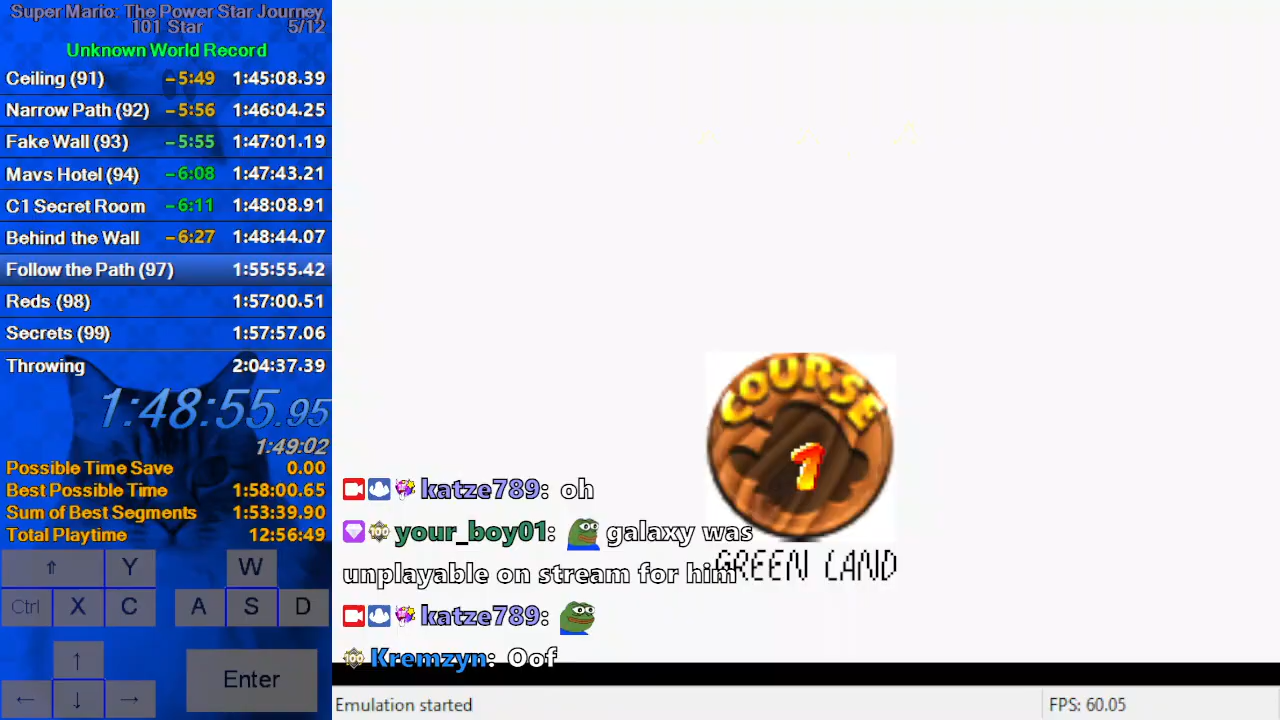 Super Mario: The Power Star Journey
101 Star 5/12
Unknown World Record
Ceiling (91) -5:49 1:45:08.39
Narrow Path (92) -5:56 1:46:04.25
Fake Wall (93) -5:55 1:47:01.19
Mavs Hotel (94) -6:08 1:47:43.21
C1 Secret Room -6:11 1:48:08.91
Behind the Wall -6:27 1:48:44.07
Follow the Path (97) 1:55:55.42
Reds (98) 1:57:00.51
Secrets (99) 1:57:57.06
Throwing 2:04:37.39
1:48:55.95
1:49:02
Possible Time Save 0.00
Best Possible Time 1:58:00.65
Sum of Best Segments 1:53:39.90
Total Playtime 12:56:49
↑ Y W
Ctrl X C A S D
↑ Enter
← ↓ →
COURSE
1
GREEN LAND
katze789: oh
100 your_boy01: galaxy was
unplayable on stream for him
katze789:
100 Kremzyn: Oof
Emulation started FPS: 60.05